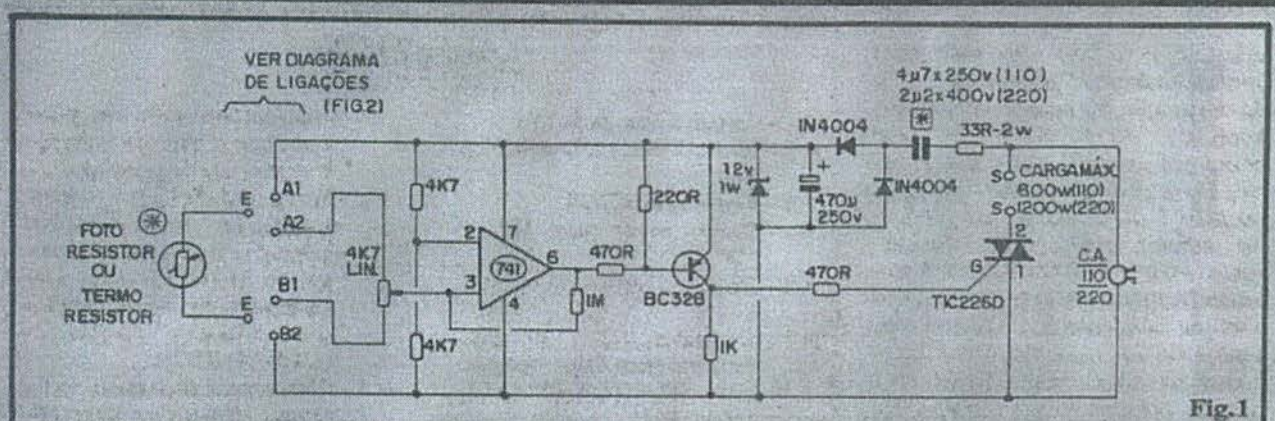 VER DIAGRAMA
DE LIGAÇÕES
(FIG.2)
4µ7x250v(110)
2µ2x400v(220)
*
33R-2w
IN4004
A1
E
A2
FOTO
RESISTOR
OU
TERMO
RESISTOR
*
B1
E
B2
4K7
LIN.
4K7
4K7
2
3
7
741
6
4
470R
1M
220R
BC328
1K
470R
12v
1w
+
470µ
250v
IN4004
S
CARGA MÁX.
600w(110)
1200w(220)
S
2
G
1
TIC226D
C.A.
110
220
Fig.1